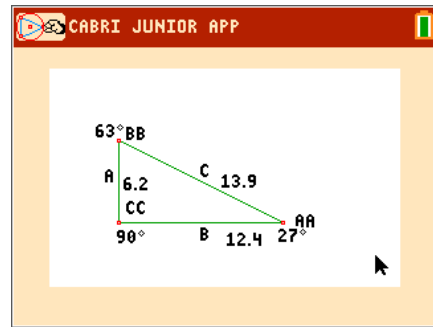 CABRI JUNIOR APP
63° BB
A 6.2 C 13.9
CC
AA
90° B 12.4 27°